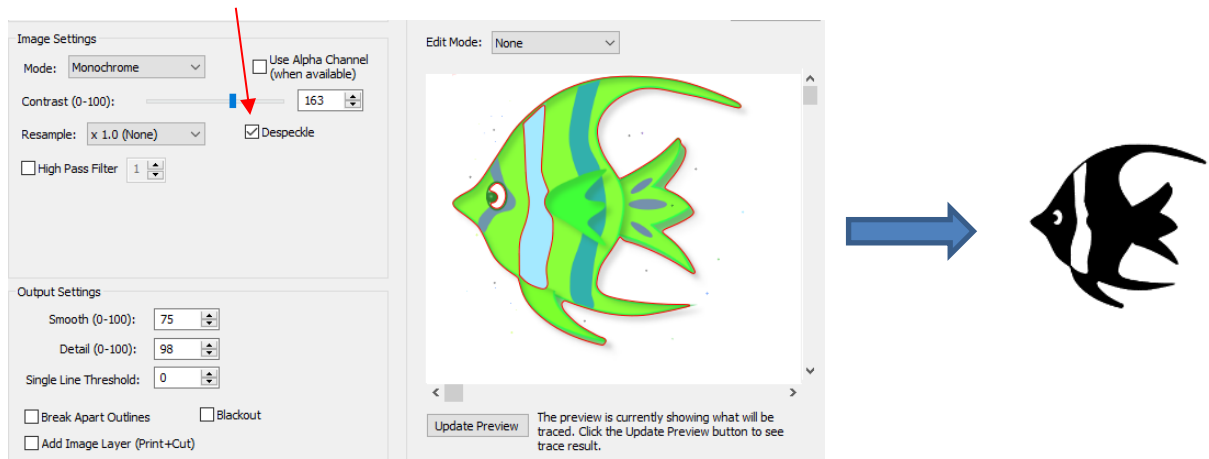 Image Settings
Mode: Monochrome
Use Alpha Channel
(when available)
Contrast (0-100): 163
Resample: x 1.0 (None)
Despeckle
High Pass Filter 1
Output Settings
Smooth (0-100): 75
Detail (0-100): 98
Single Line Threshold: 0
Break Apart Outlines
Blackout
Add Image Layer (Print+Cut)
Edit Mode: None
Update Preview
The preview is currently showing what will be
traced. Click the Update Preview button to see
trace result.